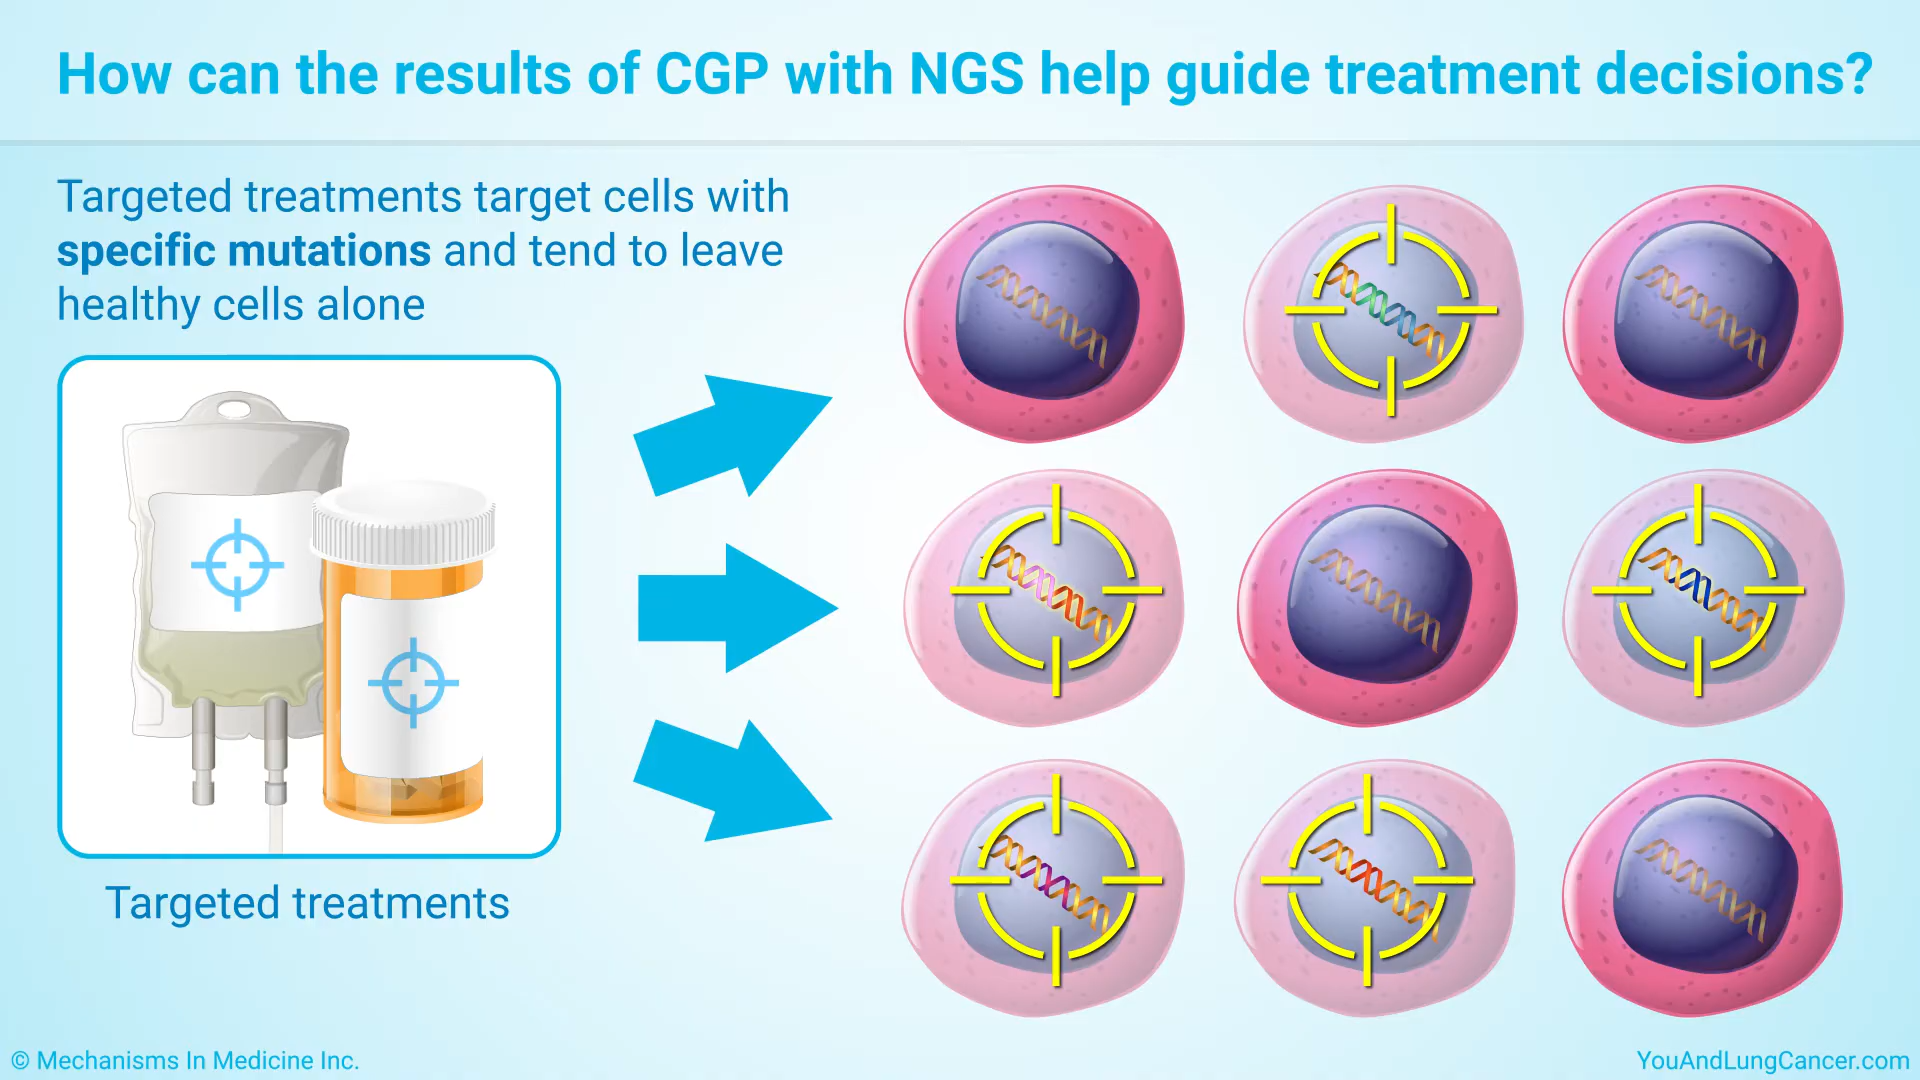 How can the results of CGP with NGS help guide treatment decisions?
Targeted treatments target cells with
specific mutations and tend to leave
healthy cells alone
Targeted treatments
© Mechanisms In Medicine Inc.
YouAndLungCancer.com